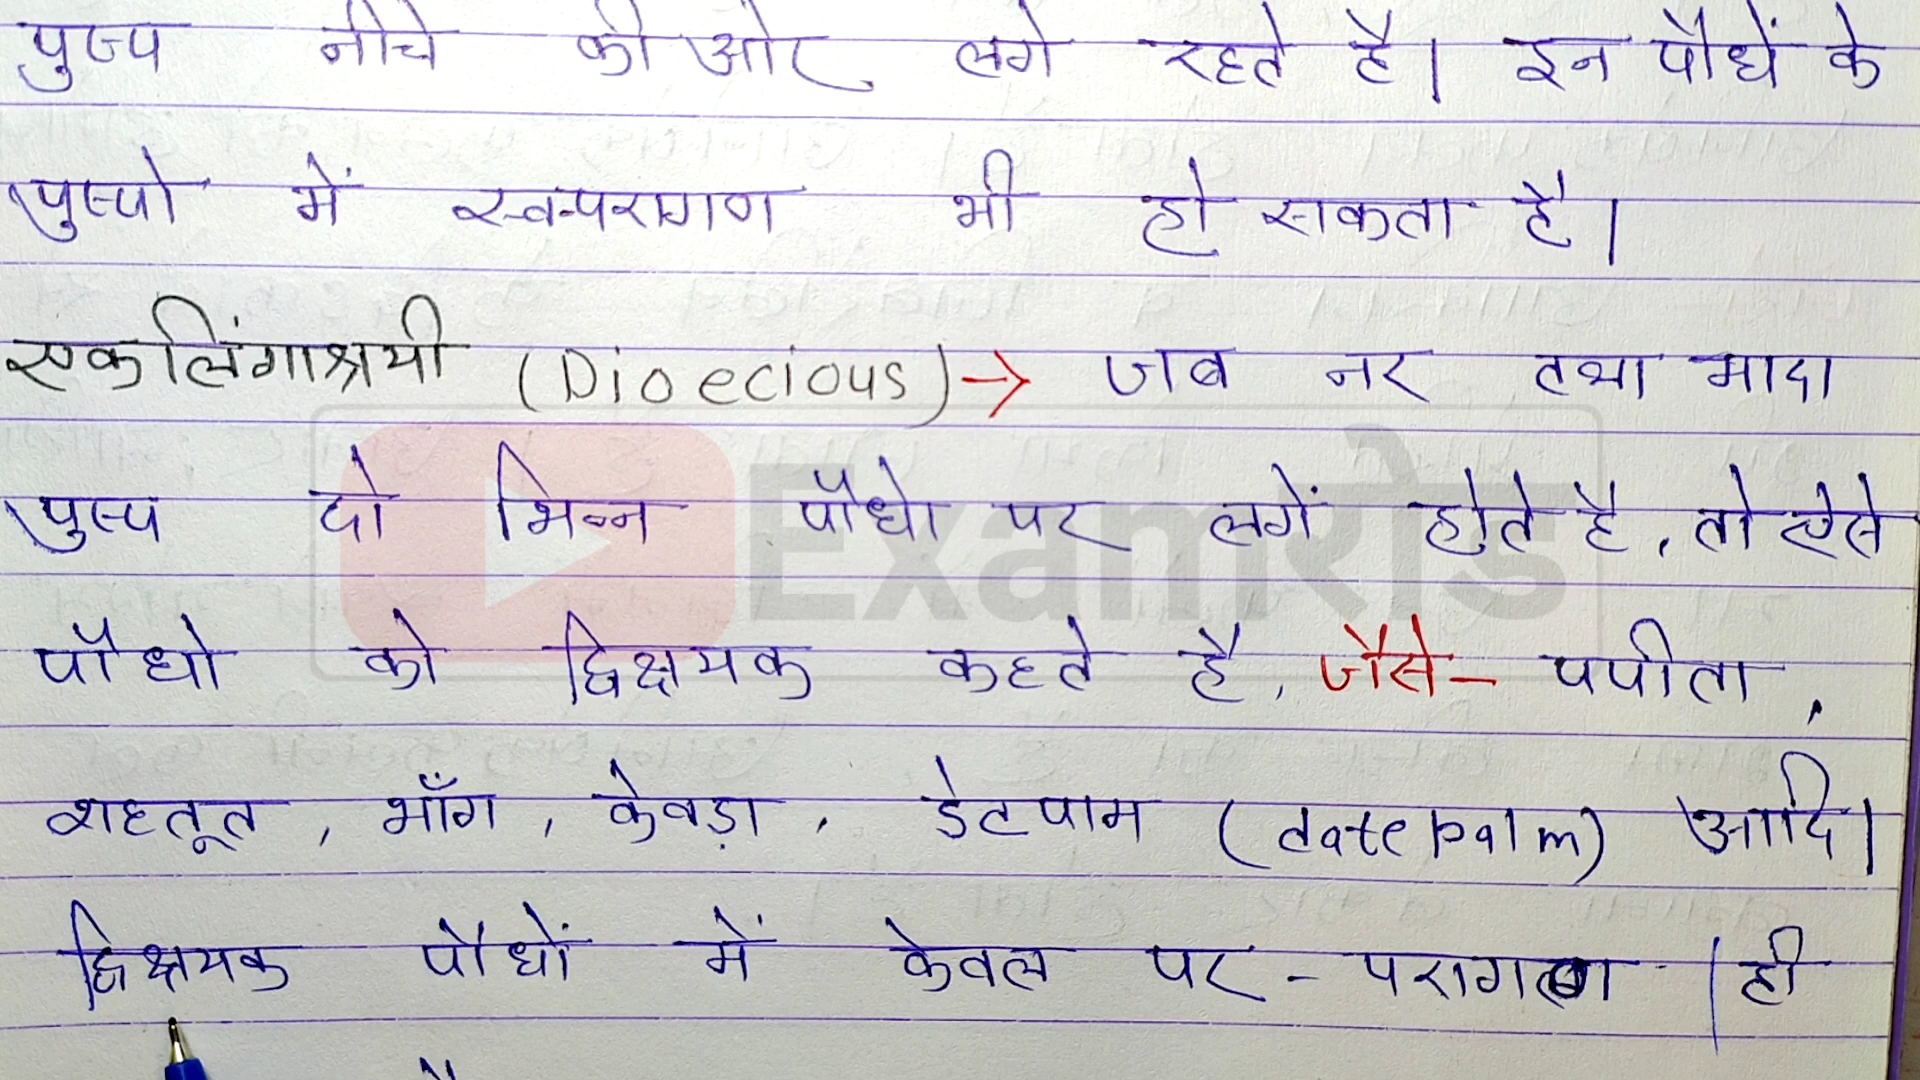 पुष्प नीचे की ओर लगे रहते है। इन पौधें के
पुष्पो में स्व-परागण भी हो सकता है।
एकलिंगाश्रयी (Dioecious) → जब नर तथा मादा
पुष्प दो भिन्न पौधो पर लगें होते है, तो ऐसे
Examरोड
पौधो को द्विक्षयक कहते है, जैसे- पपीता,
शहतूत, भाँग, केवड़ा, डेटपाम (date palm) आदि।
द्विक्षयक पौधों में केवल पर - परागण | ही